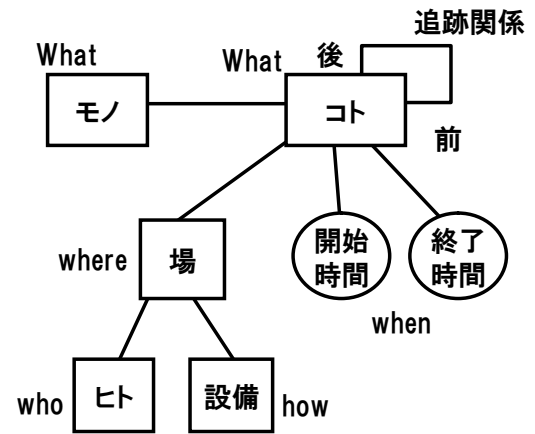 追跡関係
What
What
後
モノ
コト
前
where
場
開始
時間
終了
時間
when
who
ヒト
設備
how